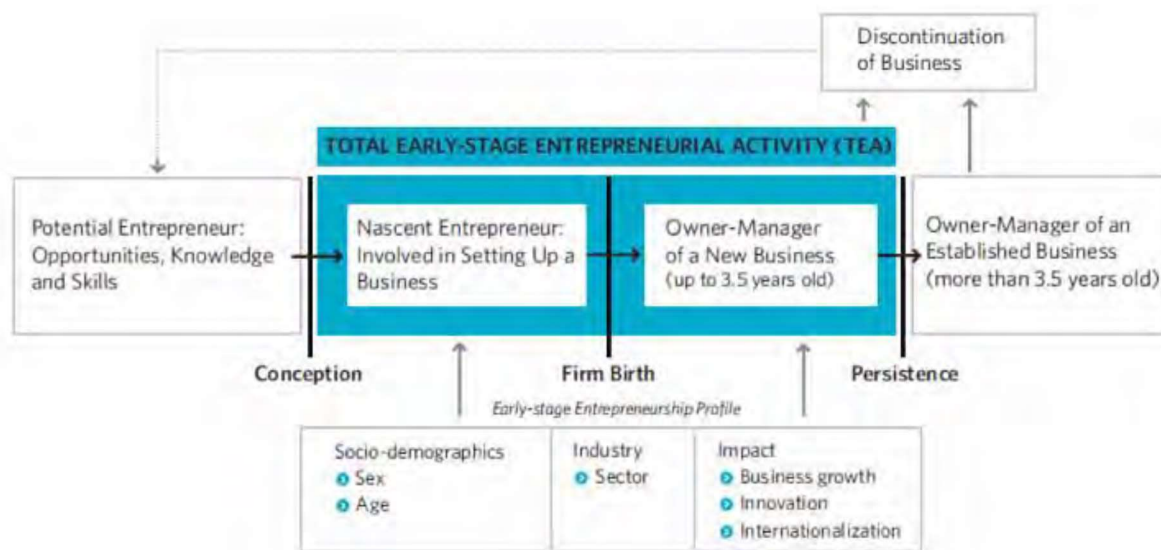 Discontinuation
of Business
TOTAL EARLY-STAGE ENTREPRENEURIAL ACTIVITY (TEA)
Potential Entrepreneur:
Opportunities, Knowledge
and Skills
Nascent Entrepreneur:
Involved in Setting Up a
Business
Owner-Manager
of a New Business
(up to 3.5 years old)
Owner-Manager of an
Established Business
(more than 3.5 years old)
Conception
Firm Birth
Persistence
Early-stage Entrepreneurship Profile
Socio-demographics
Sex
Age
Industry
Sector
Impact
Business growth
Innovation
Internationalization